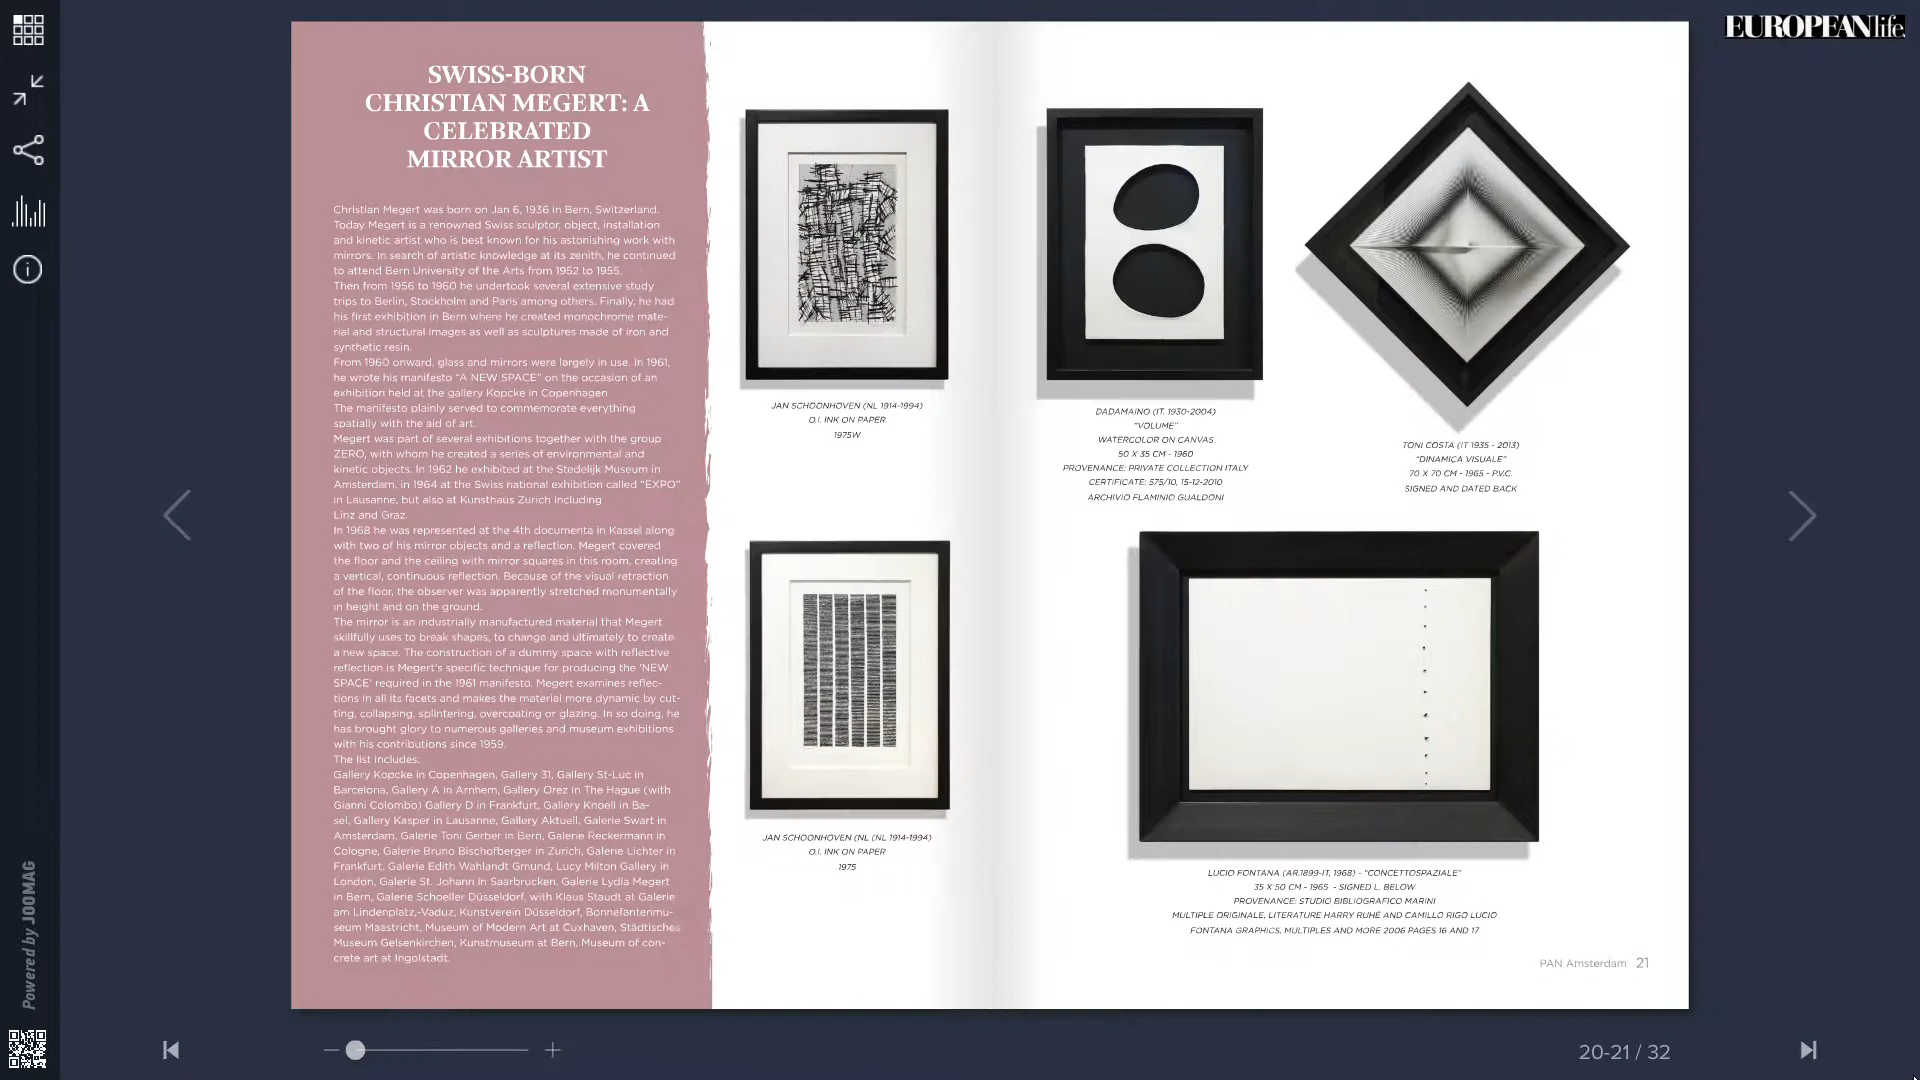 EUROPEANlife.
SWISS-BORN
CHRISTIAN MEGERT: A
CELEBRATED
MIRROR ARTIST
Christian Megert was born on Jan 6, 1936 in Bern, Switzerland.
Today Megert is a renowned Swiss sculptor, object, installation
and kinetic artist who is best known for his astonishing work with
mirrors. In search of artistic knowledge at its zenith, he continued
to attend Bern University of the Arts from 1952 to 1955.
Then from 1956 to 1960 he undertook several extensive study
trips to Berlin, Stockholm and Paris among others. Finally, he had
his first exhibition in Bern where he created monochrome mate-
rial and structural images as well as sculptures made of iron and
synthetic resin.
From 1960 onward, glass and mirrors were largely in use. In 1961,
he wrote his manifesto “A NEW SPACE” on the occasion of an
exhibition held at the gallery Kopcke in Copenhagen
The manifesto plainly served to commemorate everything
spatially with the aid of art.
Megert was part of several exhibitions together with the group
ZERO, with whom he created a series of environmental and
kinetic objects. In 1962 he exhibited at the Stedelijk Museum in
Amsterdam, in 1964 at the Swiss national exhibition called “EXPO”
in Lausanne, but also at Kunsthaus Zurich including
Linz and Graz.
In 1968 he was represented at the 4th documenta in Kassel along
with two of his mirror objects and a reflection. Megert covered
the floor and the ceiling with mirror squares in this room, creating
a vertical, continuous reflection. Because of the visual retraction
of the floor, the observer was apparently stretched monumentally
in height and on the ground.
The mirror is an industrially manufactured material that Megert
skillfully uses to break shapes, to change and ultimately to create
a new space. The construction of a dummy space with reflective
reflection is Megert’s specific technique for producing the ‘NEW
SPACE’ required in the 1961 manifesto. Megert examines reflec-
tions in all its facets and makes the material more dynamic by cut-
ting, collapsing, splintering, overcoating or glazing. In so doing, he
has brought glory to numerous galleries and museum exhibitions
with his contributions since 1959.
The list includes:
Gallery Kopcke in Copenhagen, Gallery 31, Gallery St-Luc in
Barcelona, Gallery A in Arnhem, Gallery Orez in The Hague (with
Gianni Colombo) Gallery D in Frankfurt, Gallery Knoell in Ba-
sel, Gallery Kasper in Lausanne, Gallery Aktuell, Galerie Swart in
Amsterdam, Galerie Toni Gerber in Bern, Galerie Reckermann in
Cologne, Galerie Bruno Bischofberger in Zurich, Galerie Lichter in
Frankfurt, Galerie Edith Wahlandt Gmund, Lucy Milton Gallery in
London, Galerie St. Johann in Saarbrucken, Galerie Lydia Megert
in Bern, Galerie Schoeller Düsseldorf, with Klaus Staudt at Galerie
am Lindenplatz,-Vaduz, Kunstverein Düsseldorf, Bonnefantenmu-
seum Maastricht, Museum of Modern Art at Cuxhaven, Städtisches
Museum Gelsenkirchen, Kunstmuseum at Bern, Museum of con-
crete art at Ingolstadt.
JAN SCHOONHOVEN (NL 1914-1994)
O.I. INK ON PAPER
1975W
JAN SCHOONHOVEN (NL (NL 1914-1994)
O.I. INK ON PAPER
1975
DADAMAINO (IT. 1930-2004)
“VOLUME”
WATERCOLOR ON CANVAS
50 X 35 CM - 1960
PROVENANCE: PRIVATE COLLECTION ITALY
CERTIFICATE: 575/10, 15-12-2010
ARCHIVIO FLAMINIO GUALDONI
TONI COSTA (IT 1935 - 2013)
“DINAMICA VISUALE”
70 X 70 CM - 1965 - P.V.C.
SIGNED AND DATED BACK
LUCIO FONTANA (AR.1899-IT, 1968) - “CONCETTOSPAZIALE”
35 X 50 CM - 1965 - SIGNED L. BELOW
PROVENANCE: STUDIO BIBLIOGRAFICO MARINI
MULTIPLE ORIGINALE, LITERATURE HARRY RUHÉ AND CAMILLO RIGO LUCIO
FONTANA GRAPHICS, MULTIPLES AND MORE 2006 PAGES 16 AND 17
PAN Amsterdam 21
Powered by JOOMAG
20-21 / 32